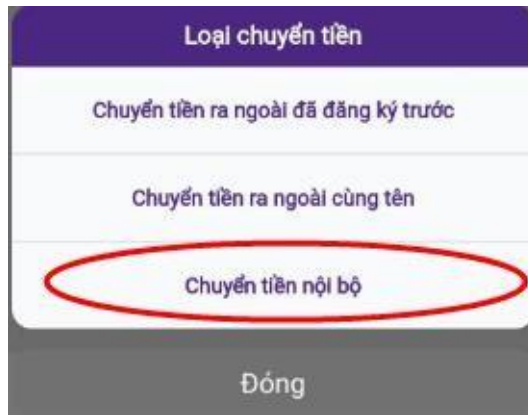 Loại chuyển tiền
Chuyển tiền ra ngoài đã đăng ký trước
Chuyển tiền ra ngoài cùng tên
Chuyển tiền nội bộ
Đóng